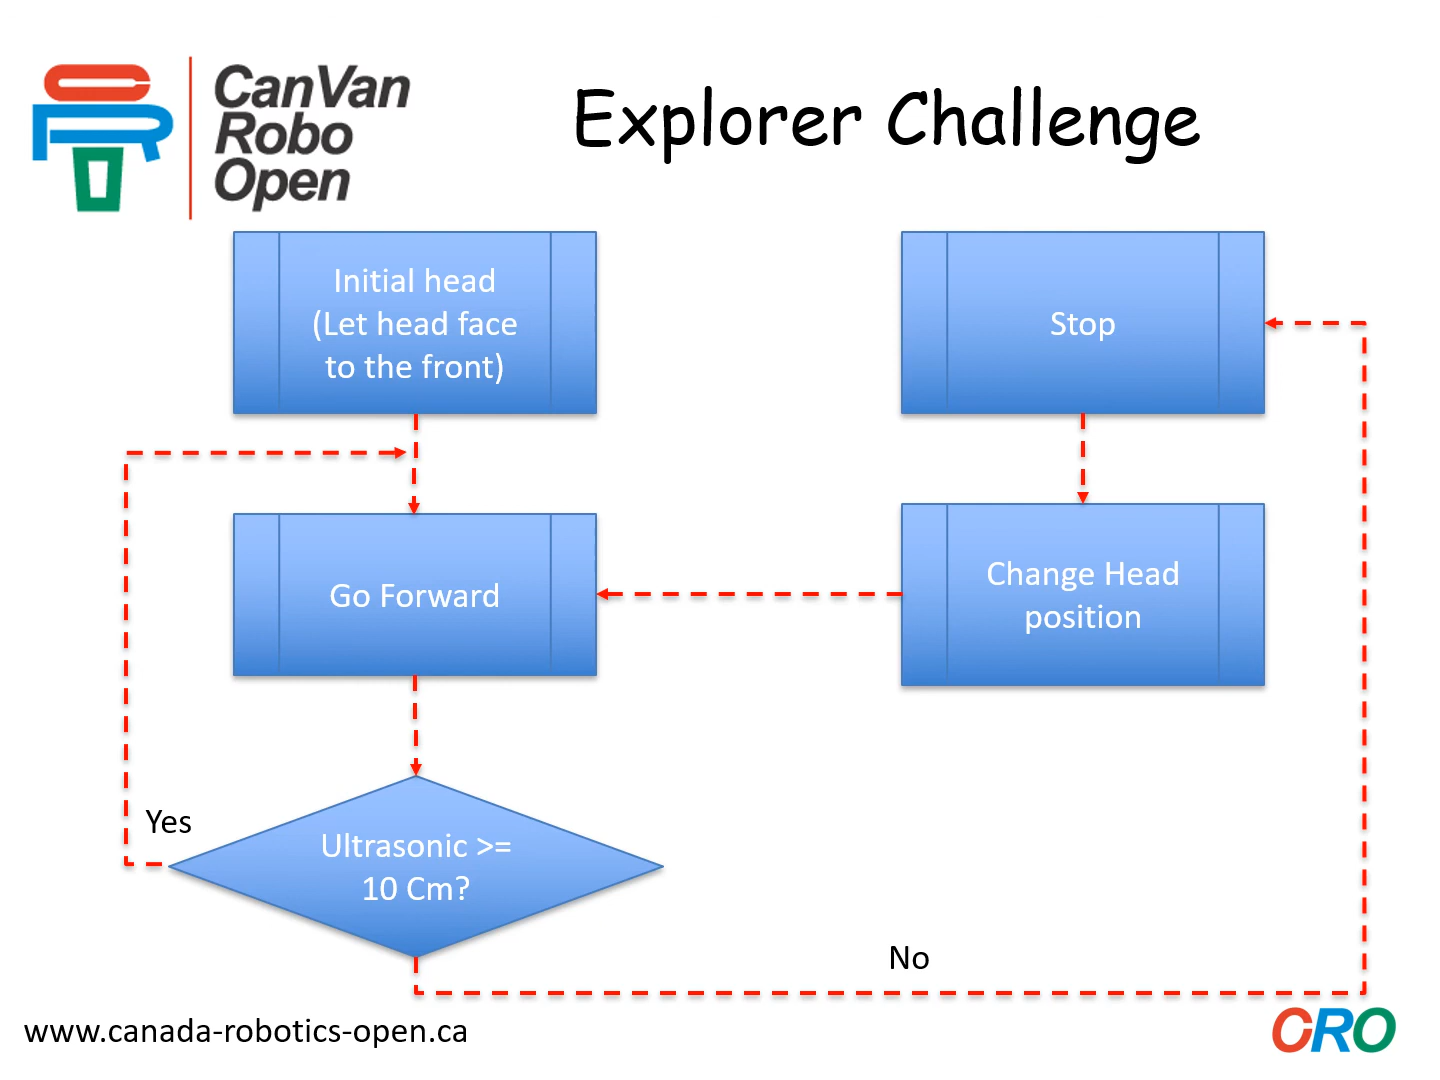 CanVan
Robo
Open
Explorer Challenge
Initial head
(Let head face
to the front)
Stop
Go Forward
Change Head
position
Yes
Ultrasonic >=
10 Cm?
No
www.canada-robotics-open.ca
CRO